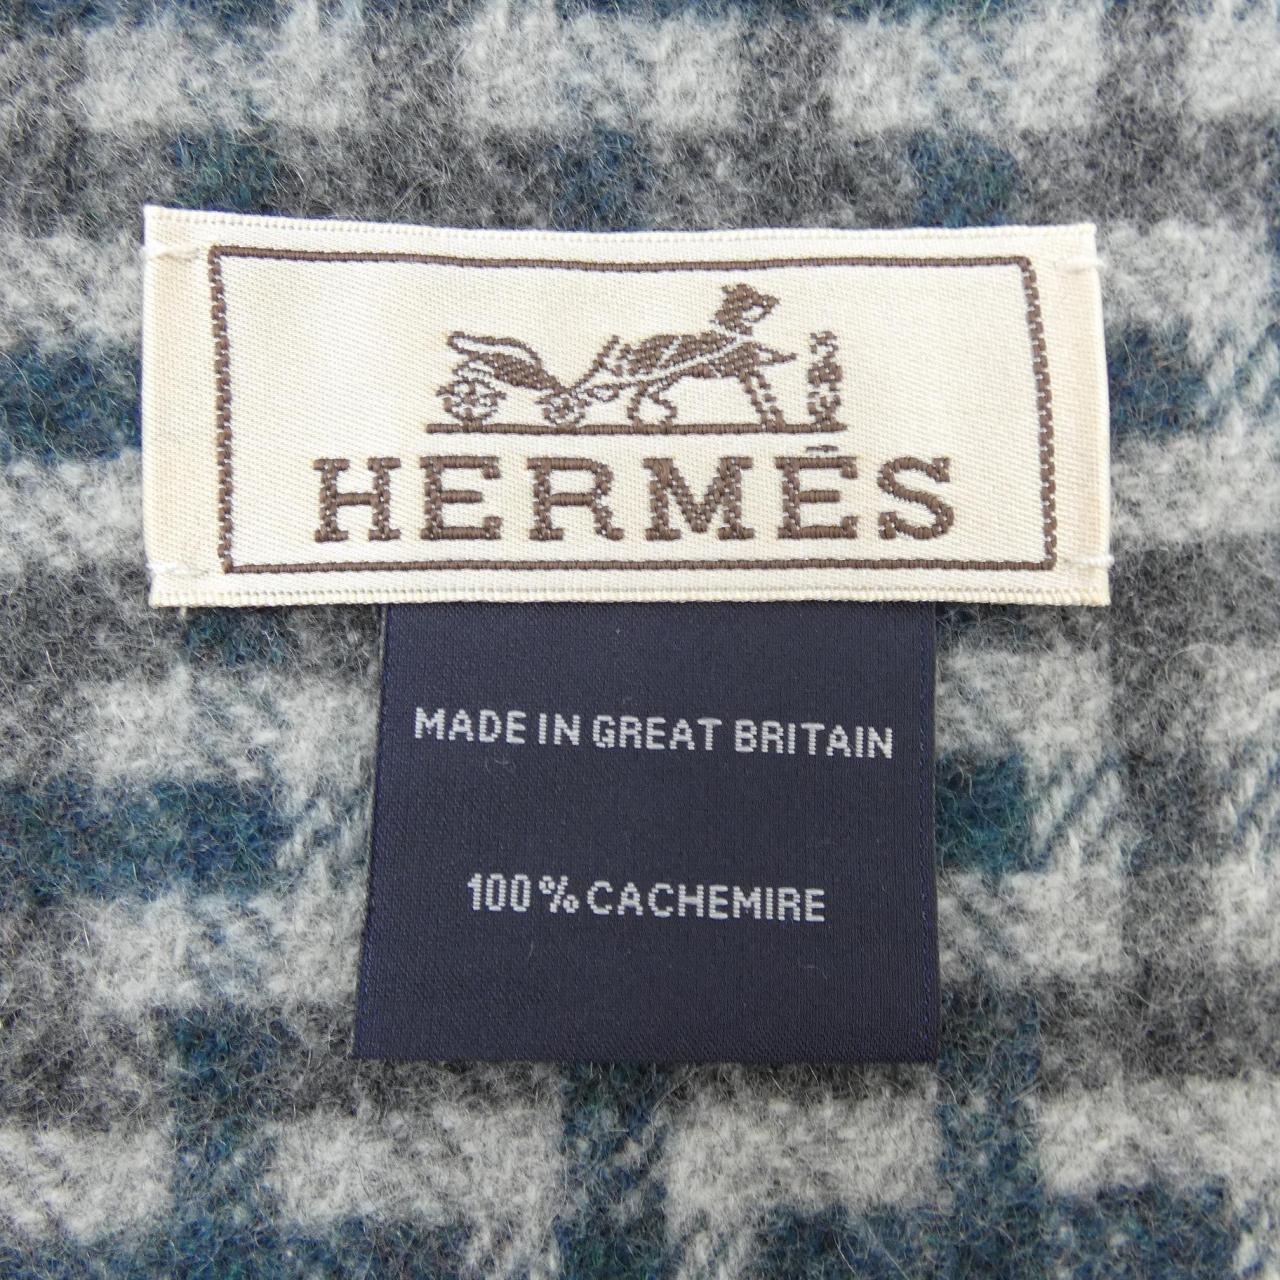 HERMÈS
MADE IN GREAT BRITAIN
100% CACHEMIRE